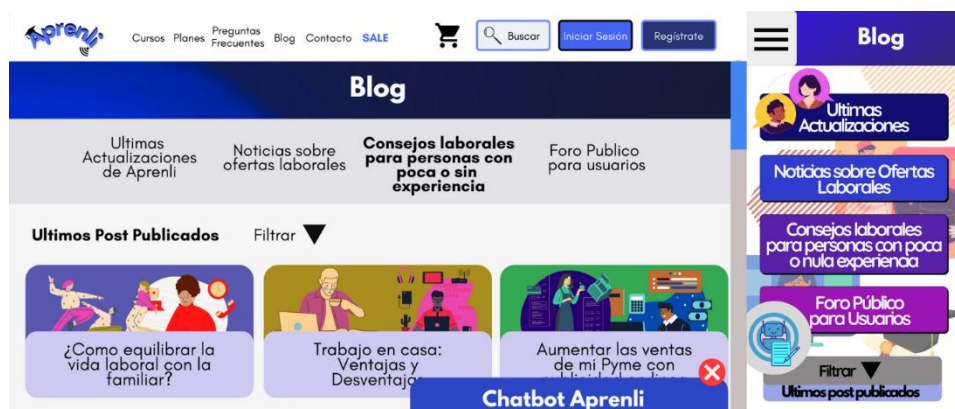 Aprenli
Cursos Planes Preguntas Frecuentes Blog Contacto SALE
Buscar
Iniciar Sesión
Regístrate
Blog
Ultimas
Actualizaciones
de Aprenli
Noticias sobre
ofertas laborales
Consejos laborales
para personas con
poca o sin
experiencia
Foro Publico
para usuarios
Ultimos Post Publicados
Filtrar
¿Como equilibrar la
vida laboral con la
familiar?
Trabajo en casa:
Ventajas y
Desventajas
Aumentar las ventas
de mi Pyme con
Chatbot Aprenli
Blog
Ultimas
Actualizaciones
Noticias sobre Ofertas
Laborales
Consejos laborales
para personas con poca
o nula experiencia
Foro Público
para Usuarios
Filtrar
Ultimos post publicados